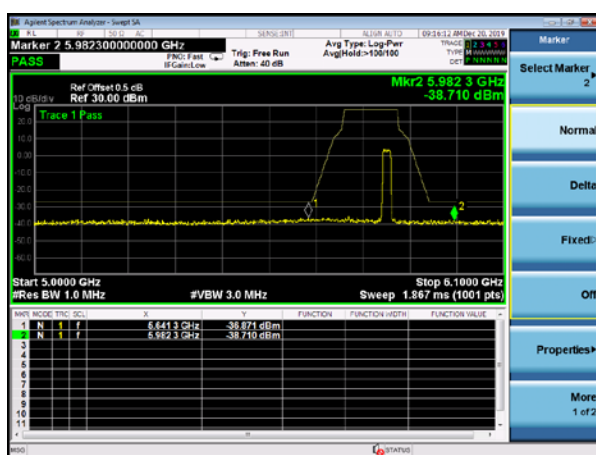 Agilent Spectrum Analyzer - Swept SA
RL RF 50 Ω AC SENSE:INT ALIGN AUTO 09:16:12 AM Dec 20, 2019
Marker 2 5.982300000000 GHz
PASS
PNO: Fast
IFGain:Low
Trig: Free Run
Atten: 40 dB
Avg Type: Log-Pwr
Avg|Hold:>100/100
TRACE 1 2 3 4 5 6
TYPE M WWWWW
DET P N N N N N
Ref Offset 0.5 dB
Ref 30.00 dBm
10 dB/div
Log
Mkr2 5.982 3 GHz
-38.710 dBm
Trace 1 Pass
20.0
10.0
0.00
-10.0
-20.0
-30.0
-40.0
-50.0
-60.0
1
2
Start 5.0000 GHz
Stop 6.1000 GHz
#Res BW 1.0 MHz
#VBW 3.0 MHz
Sweep 1.867 ms (1001 pts)
MKR MODE TRC SCL X Y FUNCTION FUNCTION WIDTH FUNCTION VALUE
1 N 1 f 5.641 3 GHz -36.871 dBm
2 N 1 f 5.982 3 GHz -38.710 dBm
3
4
5
6
7
8
9
10
11
MSG
STATUS
Marker
Select Marker
2
Normal
Delta
Fixed
Off
Properties
More
1 of 2